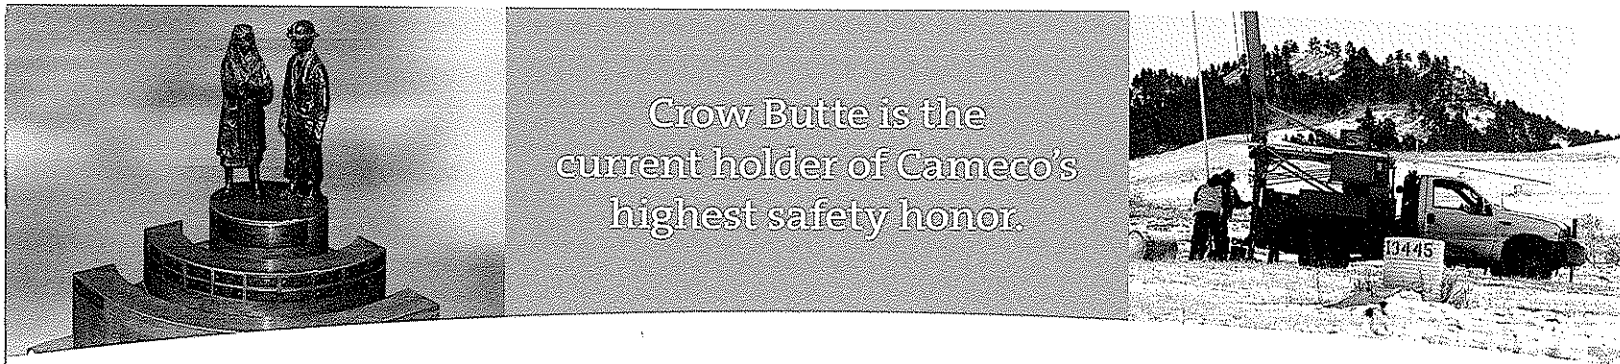 Crow Butte is the
current holder of Cameco's
highest safety honor.
13445